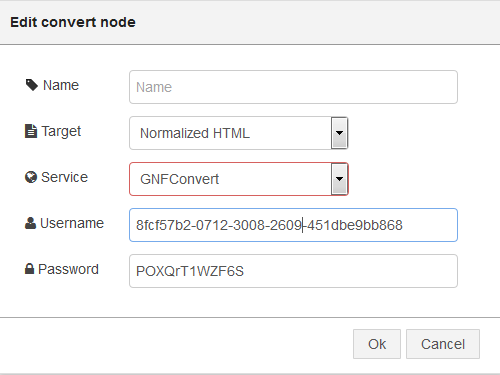 Edit convert node
Name Name
Target Normalized HTML
Service GNFConvert
Username 8fcf57b2-0712-3008-2609-451dbe9bb868
Password POXQrT1WZF6S
Ok Cancel